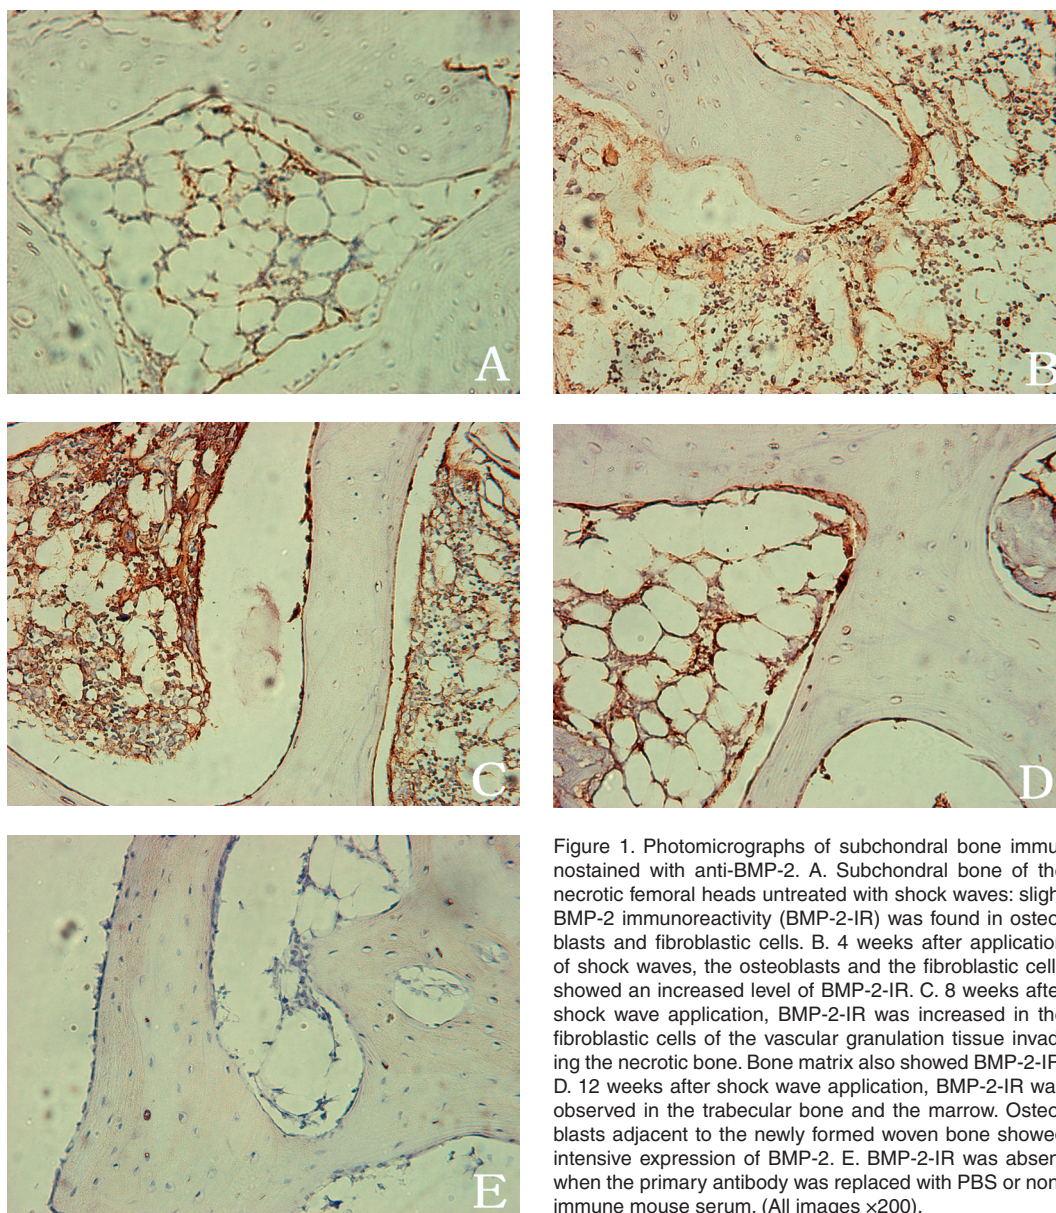 A
B
C
D
E
Figure 1. Photomicrographs of subchondral bone immu
nostained with anti-BMP-2. A. Subchondral bone of the
necrotic femoral heads untreated with shock waves: sligh
BMP-2 immunoreactivity (BMP-2-IR) was found in osteo
blasts and fibroblastic cells. B. 4 weeks after application
of shock waves, the osteoblasts and the fibroblastic cell
showed an increased level of BMP-2-IR. C. 8 weeks afte
shock wave application, BMP-2-IR was increased in the
fibroblastic cells of the vascular granulation tissue invad
ing the necrotic bone. Bone matrix also showed BMP-2-IR
D. 12 weeks after shock wave application, BMP-2-IR wa
observed in the trabecular bone and the marrow. Osteo
blasts adjacent to the newly formed woven bone showed
intensive expression of BMP-2. E. BMP-2-IR was absen
when the primary antibody was replaced with PBS or non
immune mouse serum. (All images ×200).